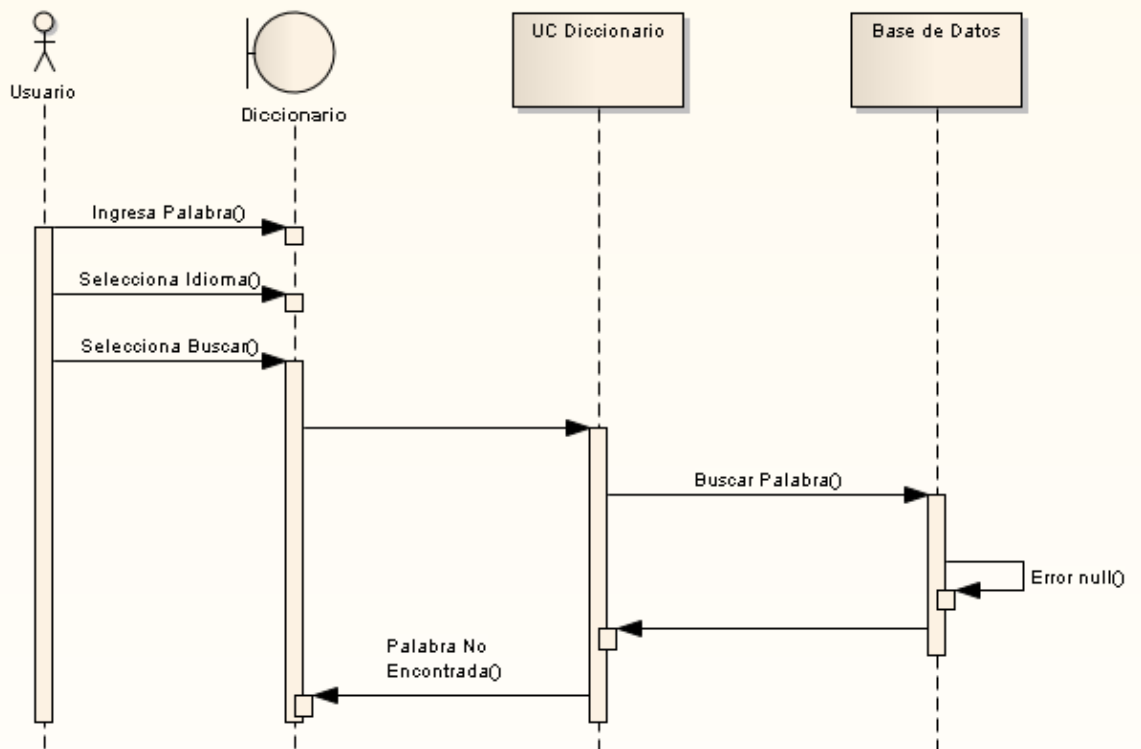 Usuario
Diccionario
UC Diccionario
Base de Datos
Ingresa Palabra()
Selecciona Idioma()
Selecciona Buscar()
Buscar Palabra()
Error null()
Palabra No
Encontrada()